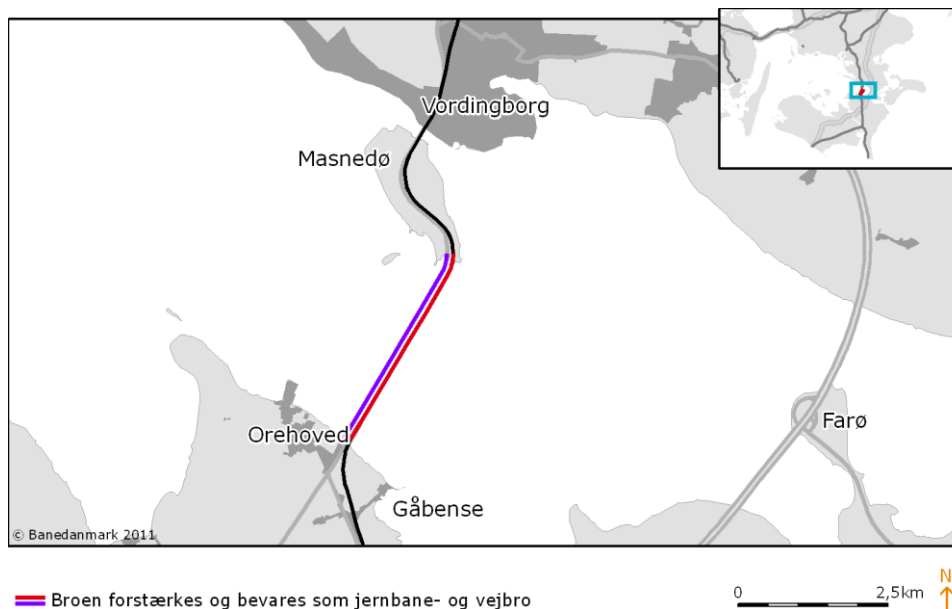 Vordingborg
Masnedø
Orehoved
Farø
Gåbense
© Banedanmark 2011
Broen forstærkes og bevares som jernbane- og vejbro
0 2,5km
N